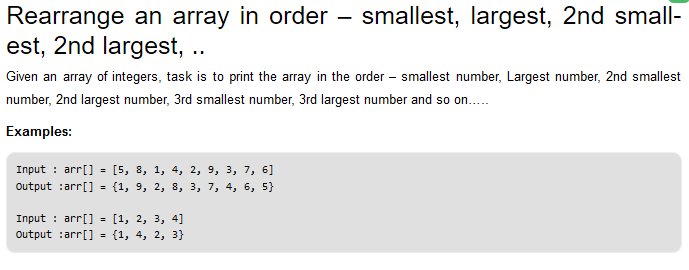 Rearrange an array in order – smallest, largest, 2nd small-
est, 2nd largest, ..
Given an array of integers, task is to print the array in the order – smallest number, Largest number, 2nd smallest
number, 2nd largest number, 3rd smallest number, 3rd largest number and so on…..
Examples:
Input : arr[] = [5, 8, 1, 4, 2, 9, 3, 7, 6]
Output :arr[] = {1, 9, 2, 8, 3, 7, 4, 6, 5}
Input : arr[] = [1, 2, 3, 4]
Output :arr[] = {1, 4, 2, 3}